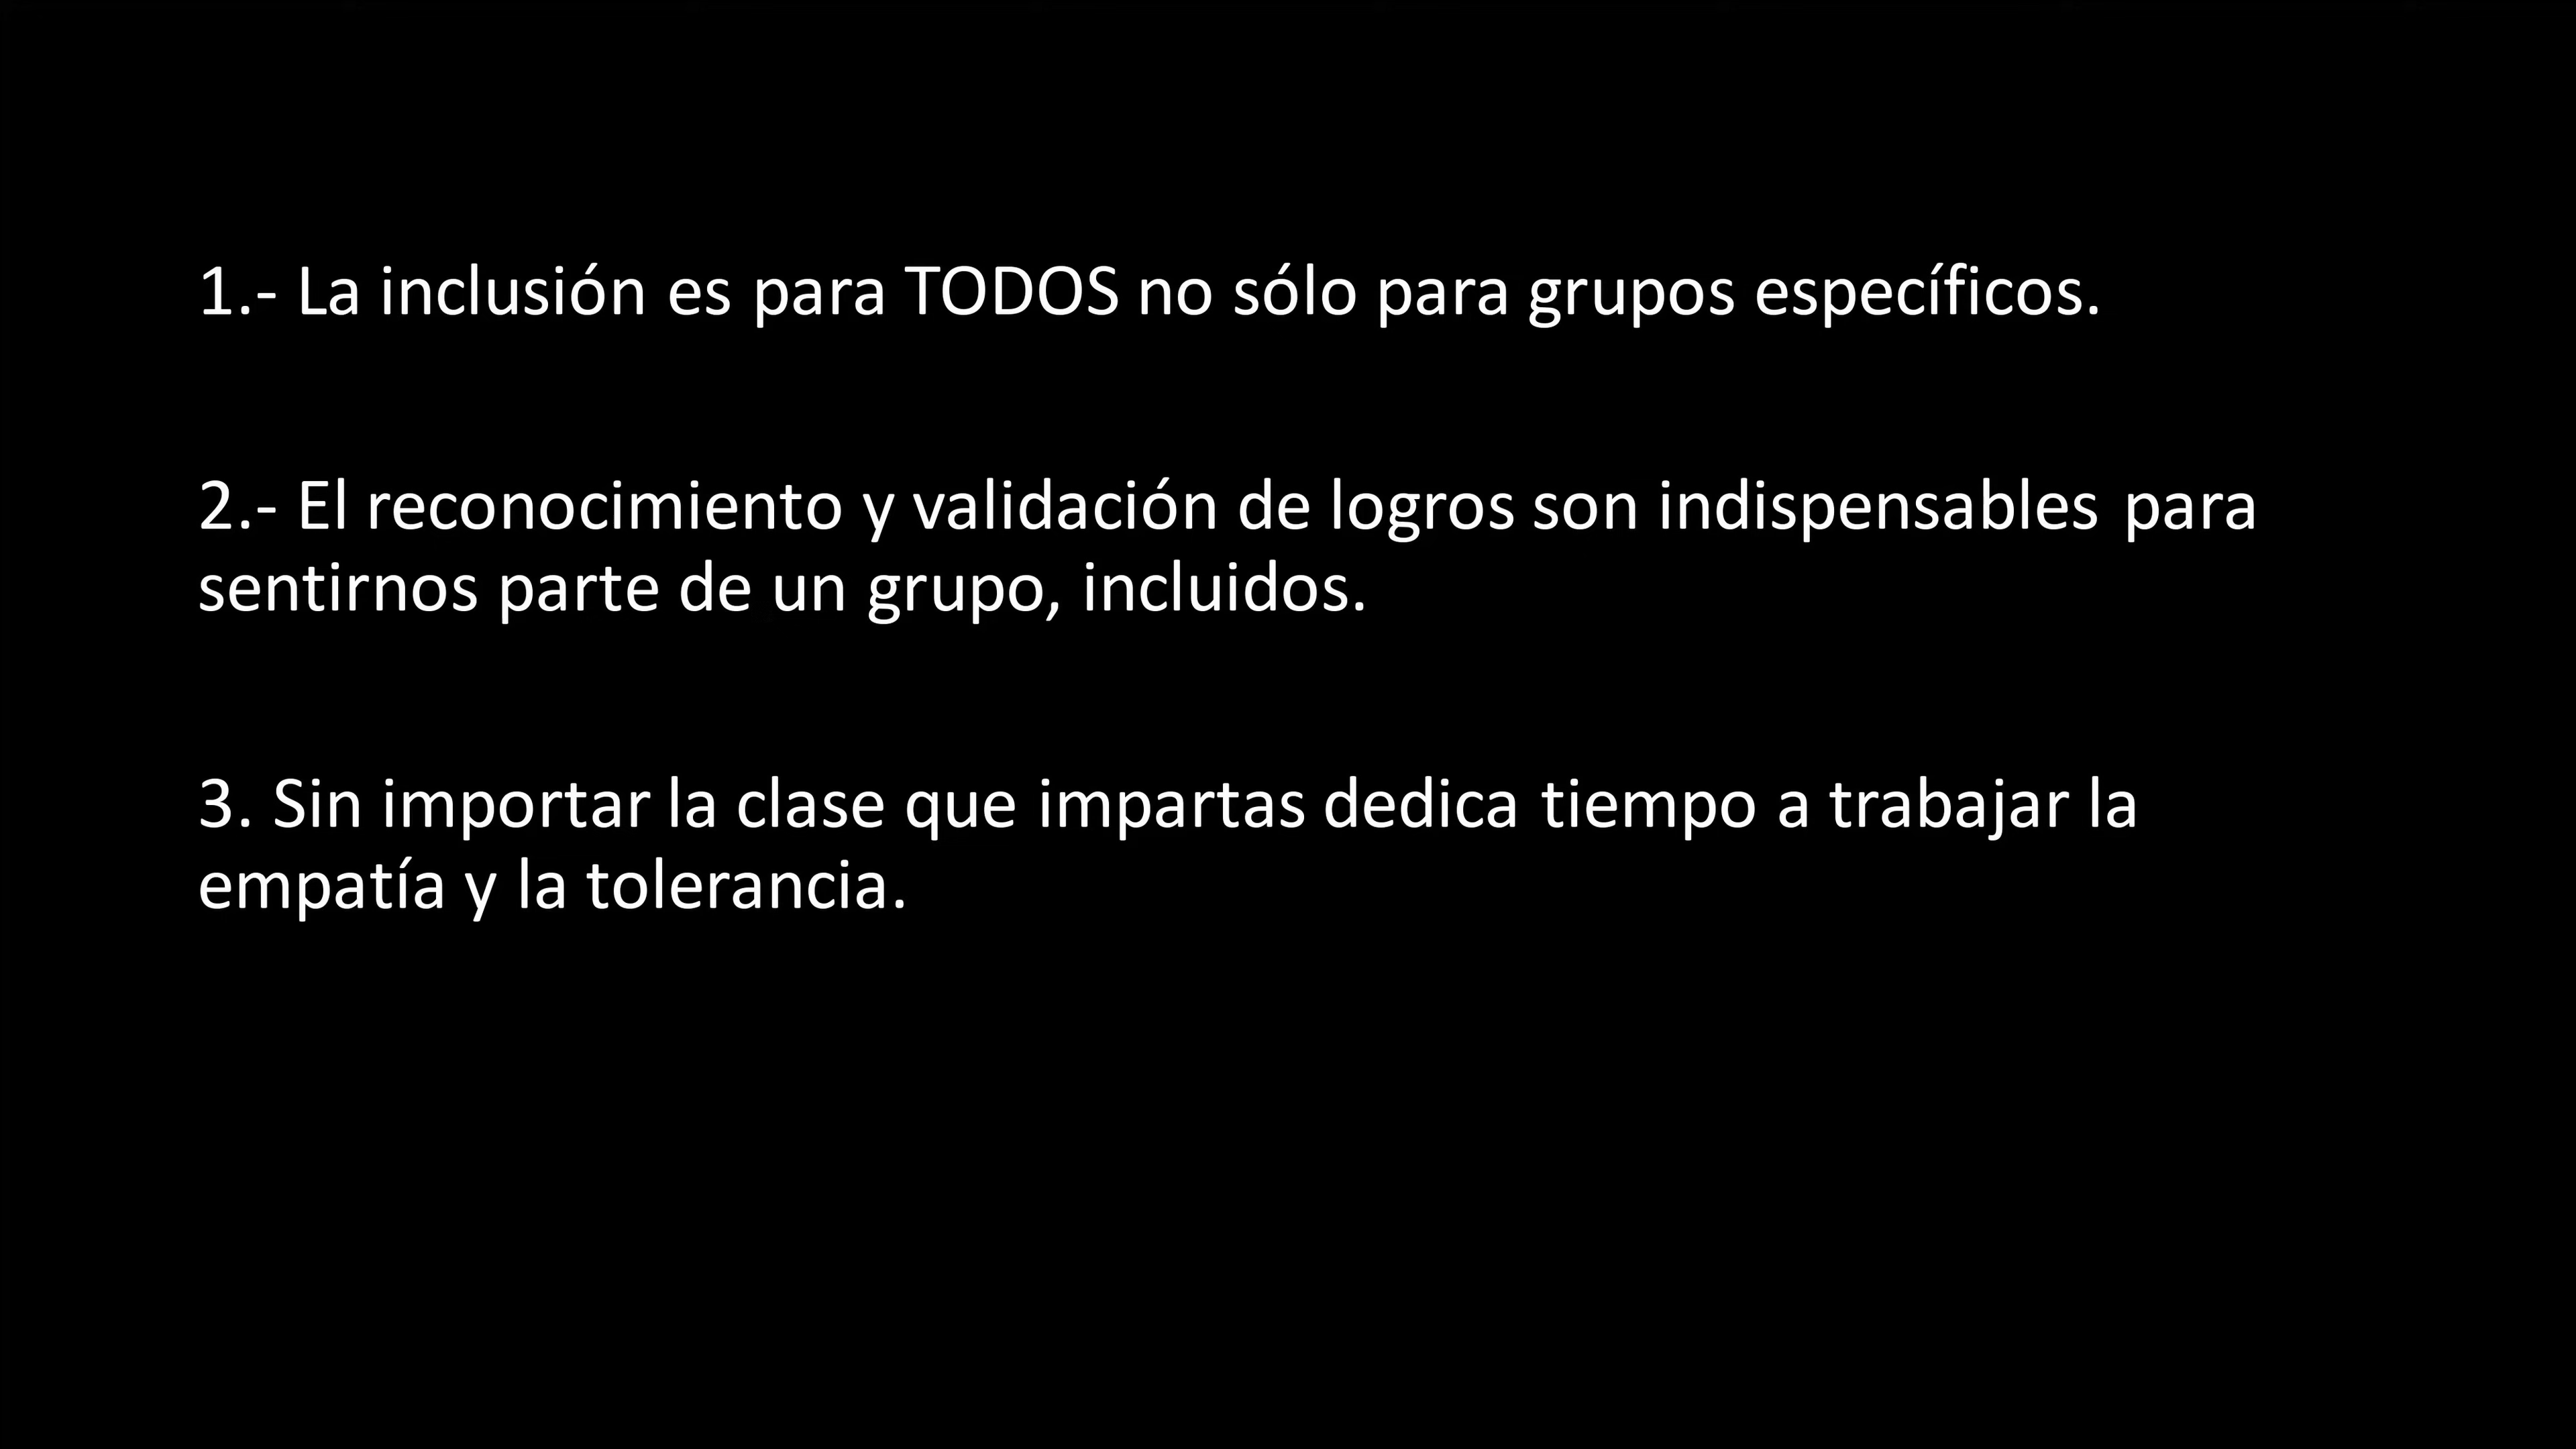 1.- La inclusión es para TODOS no sólo para grupos específicos.
2.- El reconocimiento y validación de logros son indispensables para
sentirnos parte de un grupo, incluidos.
3. Sin importar la clase que impartas dedica tiempo a trabajar la
empatía y la tolerancia.